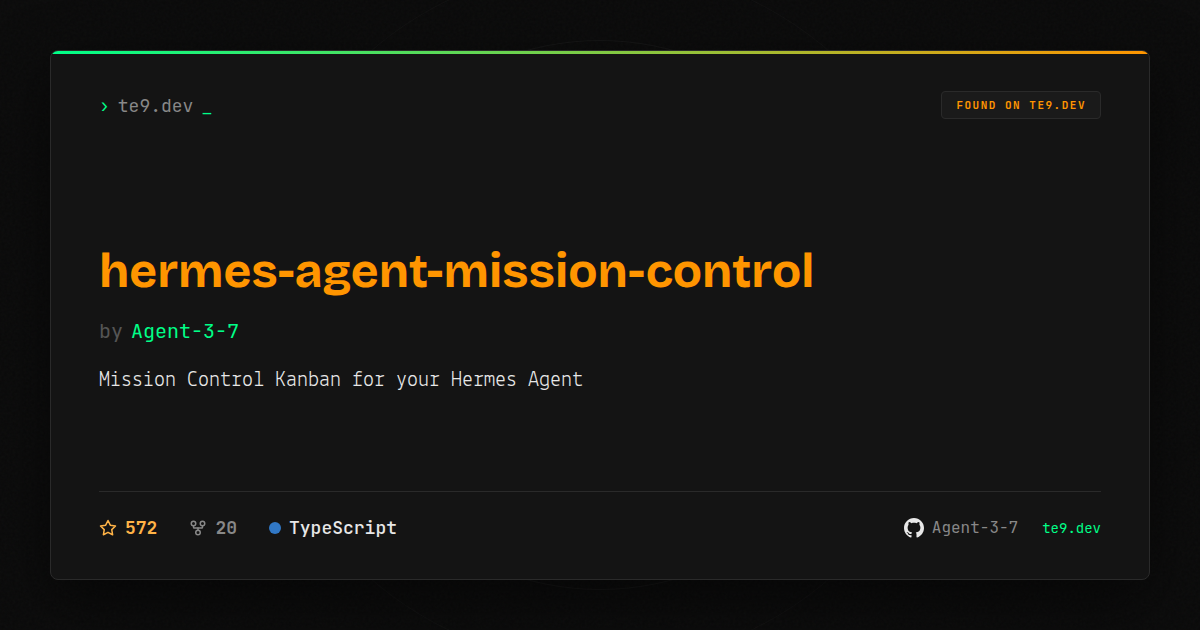 › te9.dev _
FOUND ON TE9.DEV
hermes-agent-mission-control
by Agent-3-7
Mission Control Kanban for your Hermes Agent
572 20 TypeScript
Agent-3-7 te9.dev